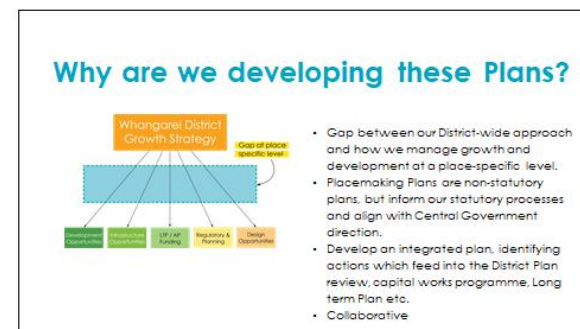 Why are we developing these Plans?
Whangarei District
Growth Strategy
Gap at place
specific level
Development
Opportunities
Infrastructure
Opportunities
LTP / AP
Funding
Regulatory &
Planning
Design
Opportunities
• Gap between our District-wide approach
and how we manage growth and
development at a place-specific level.
• Placemaking Plans are non-statutory
plans, but inform our statutory processes
and align with Central Government
direction.
• Develop an integrated plan, identifying
actions which feed into the District Plan
review, capital works programme, Long
term Plan etc.
• Collaborative